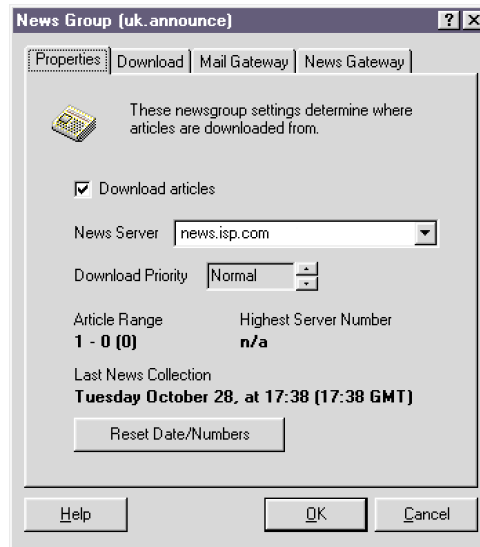 News Group (uk.announce)
Properties Download Mail Gateway News Gateway
These newsgroup settings determine where
articles are downloaded from.
Download articles
News Server news.isp.com
Download Priority Normal
Article Range Highest Server Number
1 - 0 (0) n/a
Last News Collection
Tuesday October 28, at 17:38 (17:38 GMT)
Reset Date/Numbers
Help OK Cancel